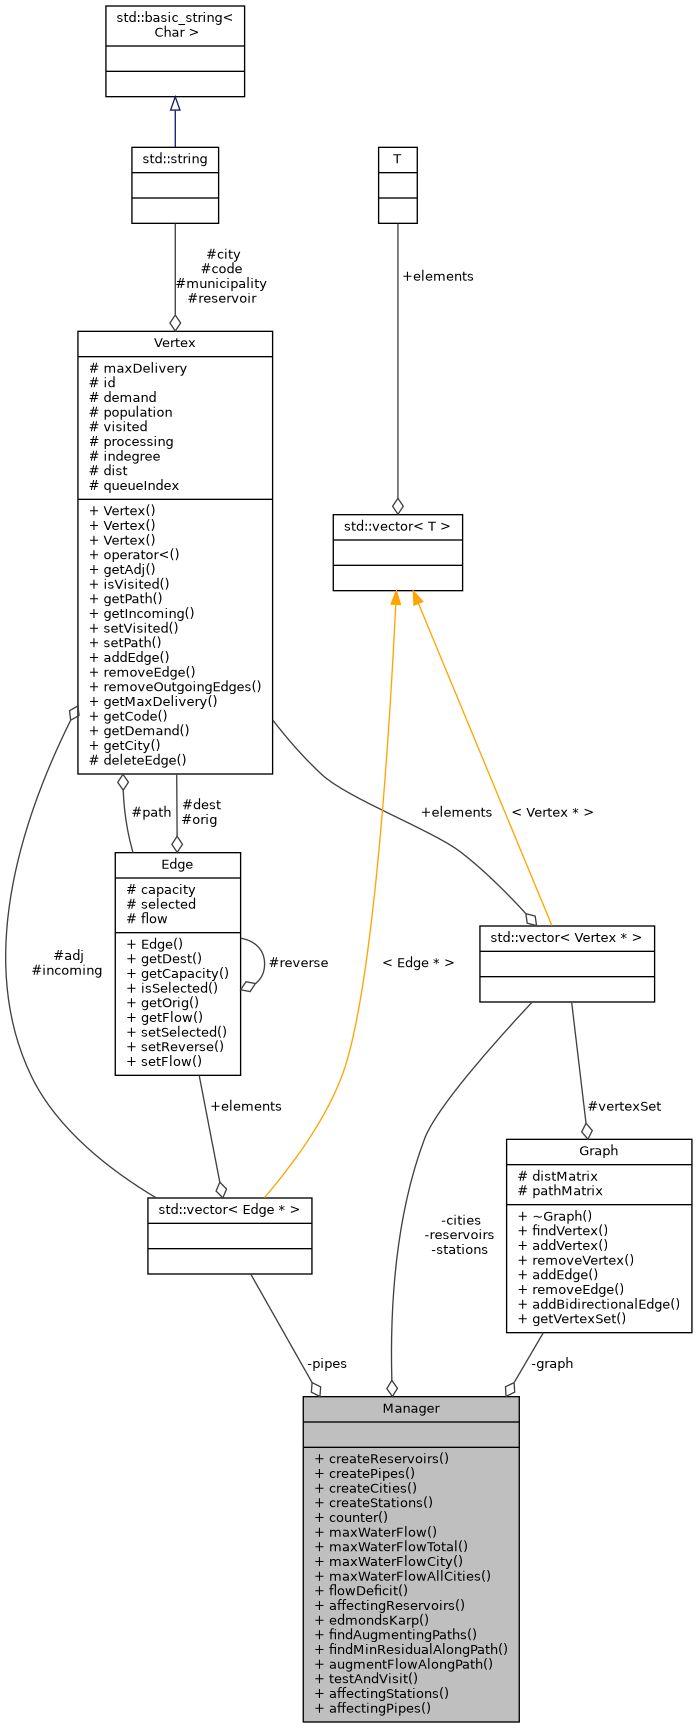 std::basic_string<
Char >
std::string
T
#city
#code
#municipality
#reservoir
+elements
Vertex
# maxDelivery
# id
# demand
# population
# visited
# processing
# indegree
# dist
# queueIndex
+ Vertex()
+ Vertex()
+ Vertex()
+ operator<()
+ getAdj()
+ isVisited()
+ getPath()
+ getIncoming()
+ setVisited()
+ setPath()
+ addEdge()
+ removeEdge()
+ removeOutgoingEdges()
+ getMaxDelivery()
+ getCode()
+ getDemand()
+ getCity()
# deleteEdge()
std::vector< T >
#path
#dest
#orig
+elements
< Vertex * >
Edge
# capacity
# selected
# flow
+ Edge()
+ getDest()
+ getCapacity()
+ isSelected()
+ getOrig()
+ getFlow()
+ setSelected()
+ setReverse()
+ setFlow()
#reverse
#adj
#incoming
< Edge * >
std::vector< Vertex * >
+elements
#vertexSet
Graph
# distMatrix
# pathMatrix
+ ~Graph()
+ findVertex()
+ addVertex()
+ removeVertex()
+ addEdge()
+ removeEdge()
+ addBidirectionalEdge()
+ getVertexSet()
std::vector< Edge * >
-cities
-reservoirs
-stations
-pipes
-graph
Manager
+ createReservoirs()
+ createPipes()
+ createCities()
+ createStations()
+ counter()
+ maxWaterFlow()
+ maxWaterFlowTotal()
+ maxWaterFlowCity()
+ maxWaterFlowAllCities()
+ flowDeficit()
+ affectingReservoirs()
+ edmondsKarp()
+ findAugmentingPaths()
+ findMinResidualAlongPath()
+ augmentFlowAlongPath()
+ testAndVisit()
+ affectingStations()
+ affectingPipes()